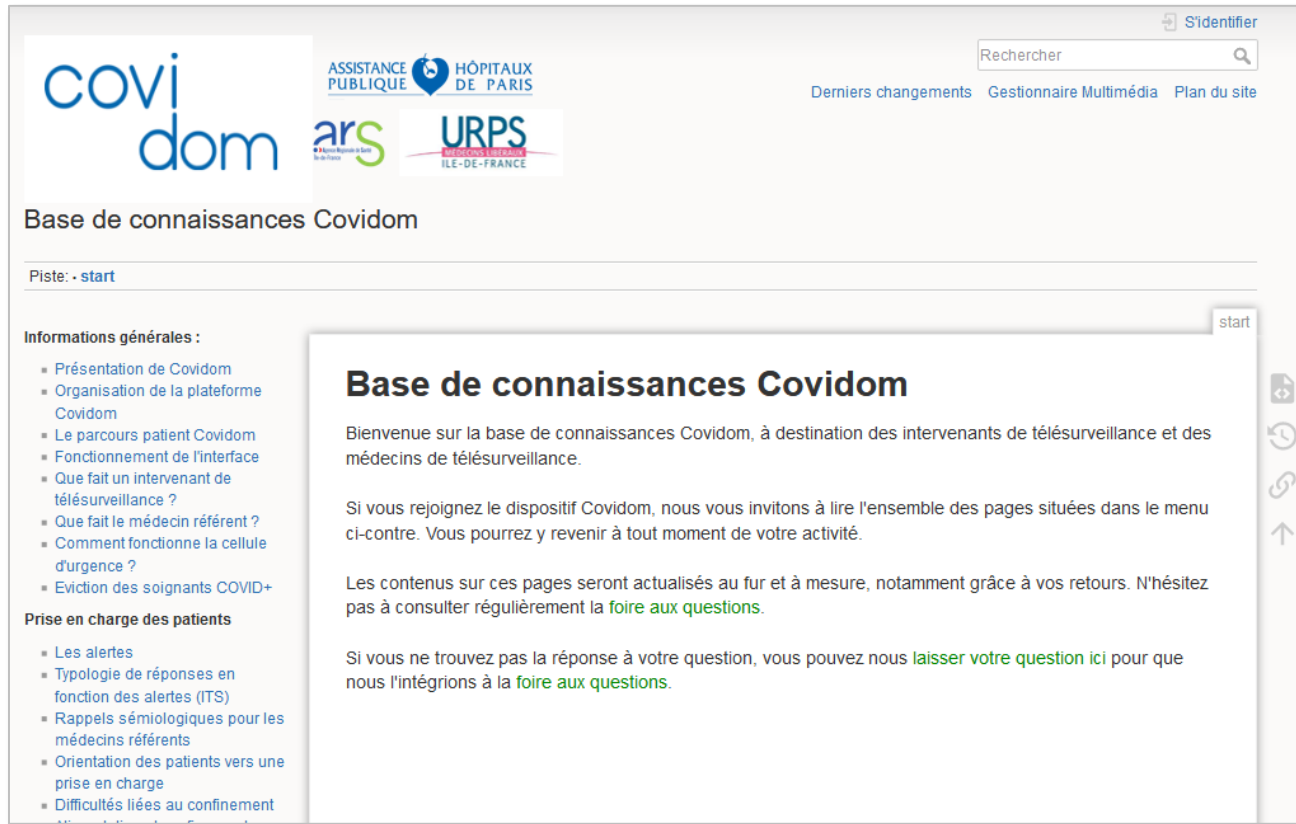 S'identifier
covi
dom
ASSISTANCE HÔPITAUX
PUBLIQUE DE PARIS
Rechercher
Derniers changements Gestionnaire Multimédia Plan du site
ars
Agence Régionale de Santé
Île-de-France
URPS
MÉDECINS LIBÉRAUX
ILE-DE-FRANCE
Base de connaissances Covidom
Piste: • start
start
Informations générales :
Présentation de Covidom
Organisation de la plateforme
Covidom
Le parcours patient Covidom
Fonctionnement de l'interface
Que fait un intervenant de
télésurveillance ?
Que fait le médecin référent ?
Comment fonctionne la cellule
d'urgence ?
Eviction des soignants COVID+
Prise en charge des patients
Les alertes
Typologie de réponses en
fonction des alertes (ITS)
Rappels sémiologiques pour les
médecins référents
Orientation des patients vers une
prise en charge
Difficultés liées au confinement
Base de connaissances Covidom
Bienvenue sur la base de connaissances Covidom, à destination des intervenants de télésurveillance et des
médecins de télésurveillance.
Si vous rejoignez le dispositif Covidom, nous vous invitons à lire l'ensemble des pages situées dans le menu
ci-contre. Vous pourrez y revenir à tout moment de votre activité.
Les contenus sur ces pages seront actualisés au fur et à mesure, notamment grâce à vos retours. N'hésitez
pas à consulter régulièrement la foire aux questions.
Si vous ne trouvez pas la réponse à votre question, vous pouvez nous laisser votre question ici pour que
nous l'intégrions à la foire aux questions.